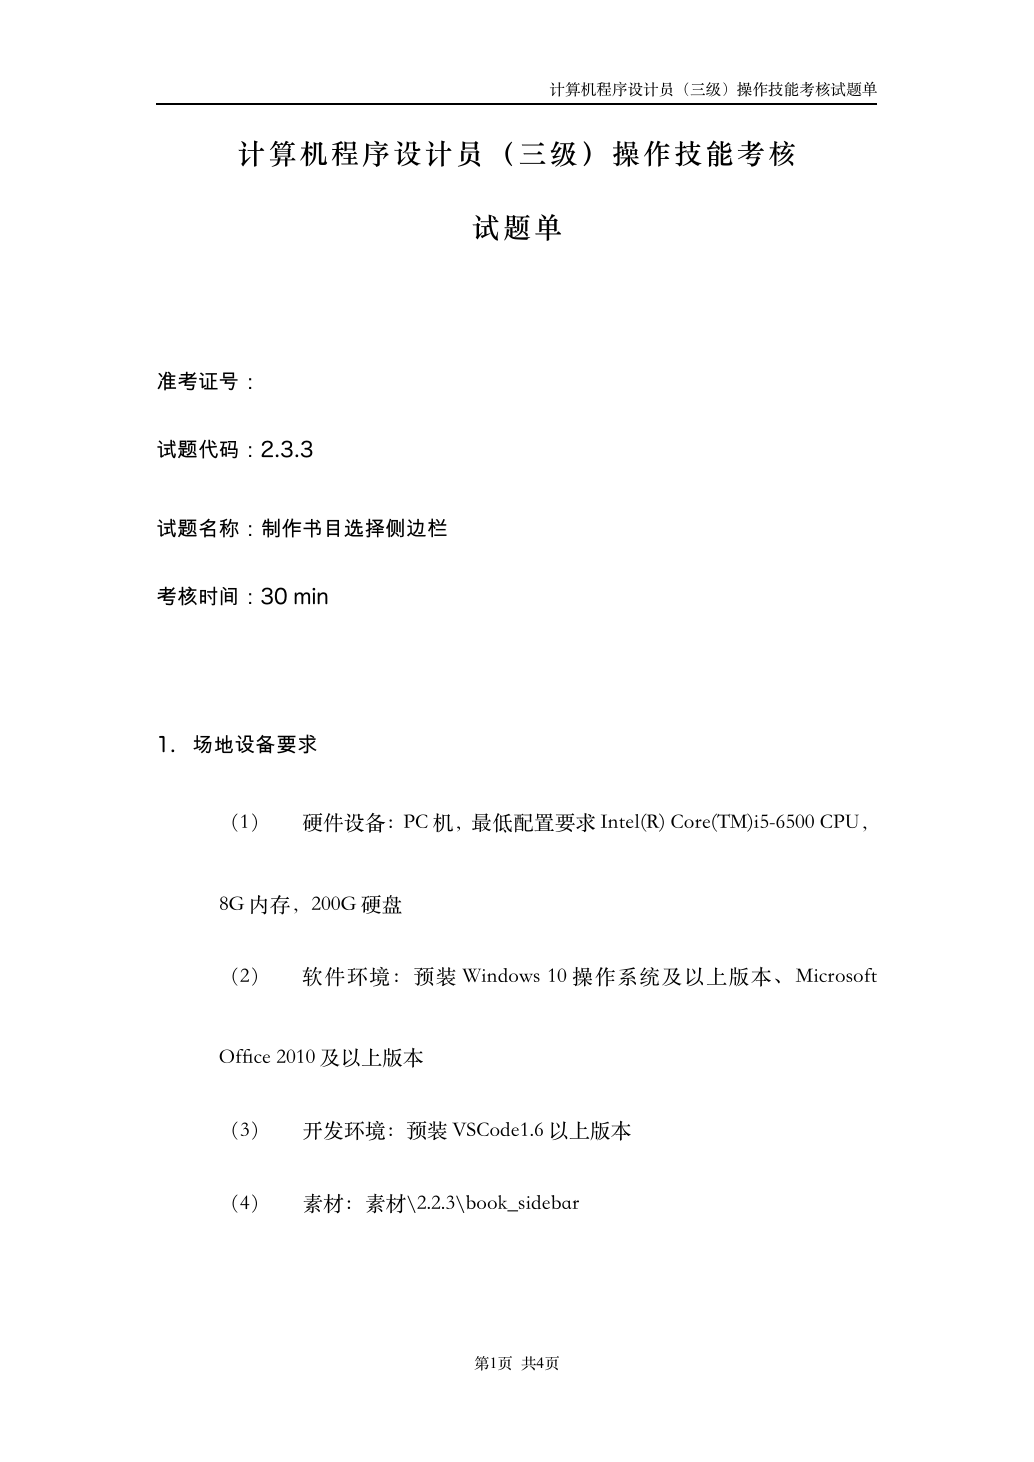 计算机程序设计员（三级）操作技能考核试题单
计算机程序设计员（三级）操作技能考核
试题单
准考证号：
试题代码：2.3.3
试题名称：制作书目选择侧边栏
考核时间：30 min
1. 场地设备要求
（1） 硬件设备：PC 机，最低配置要求 Intel(R) Core(TM)i5-6500 CPU，
8G 内存，200G 硬盘
（2） 软件环境：预装 Windows 10 操作系统及以上版本、Microsoft
Office 2010 及以上版本
（3） 开发环境：预装 VSCode1.6 以上版本
（4） 素材：素材\2.2.3\book_sidebar
第1页 共4页